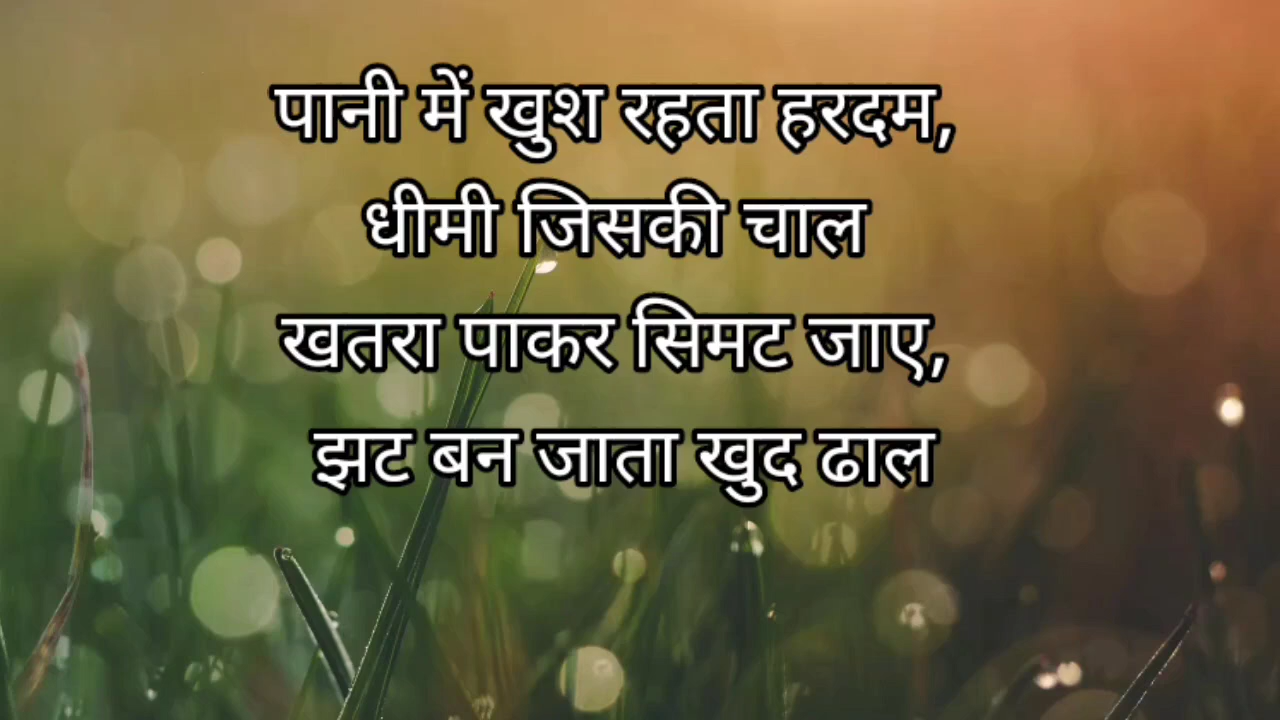 पानी में खुश रहता हरदम,
धीमी जिसकी चाल
खतरा पाकर सिमट जाए,
झट बन जाता खुद ढाल